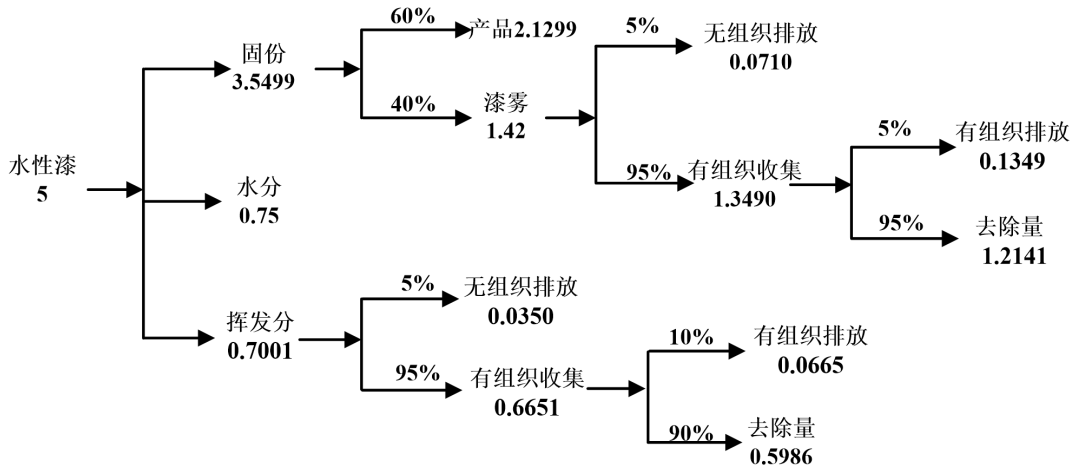 水性漆
5
固份
3.5499
60%
产品2.1299
40%
漆雾
1.42
5%
无组织排放
0.0710
95%
有组织收集
1.3490
5%
有组织排放
0.1349
95%
去除量
1.2141
水分
0.75
挥发分
0.7001
5%
无组织排放
0.0350
95%
有组织收集
0.6651
10%
有组织排放
0.0665
90%
去除量
0.5986